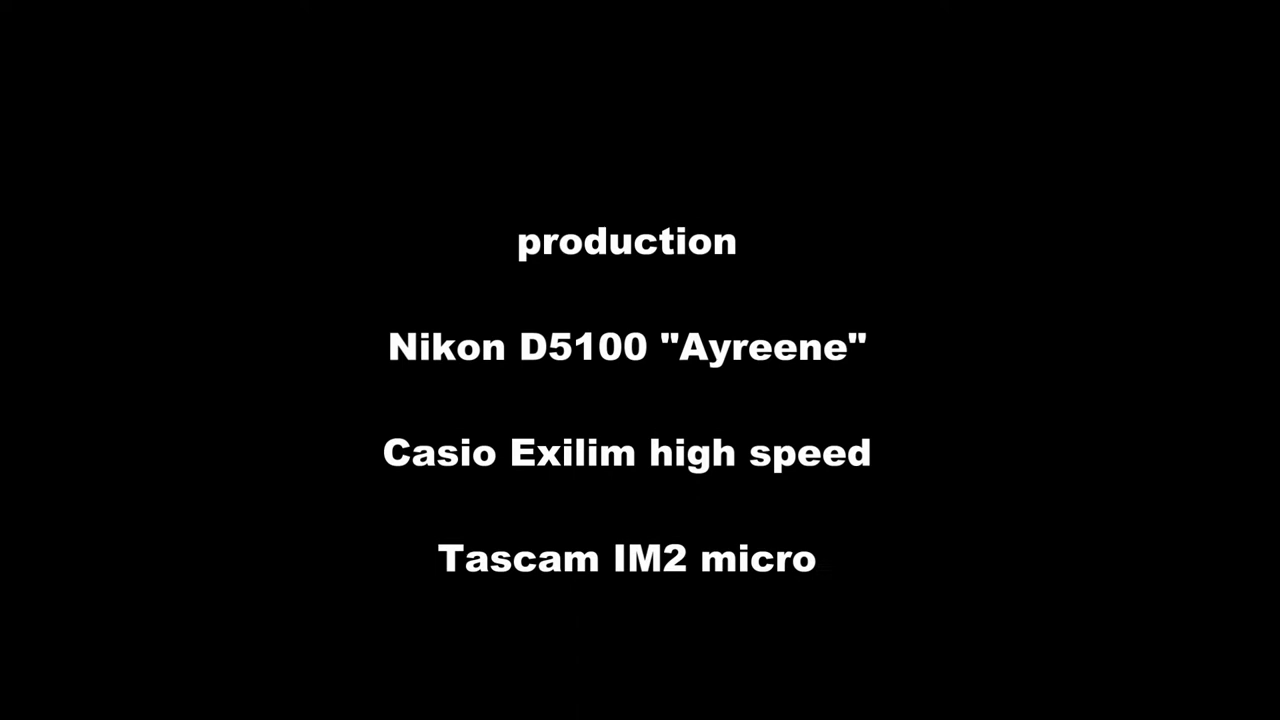 production
Nikon D5100 "Ayreene"
Casio Exilim high speed
Tascam IM2 micro